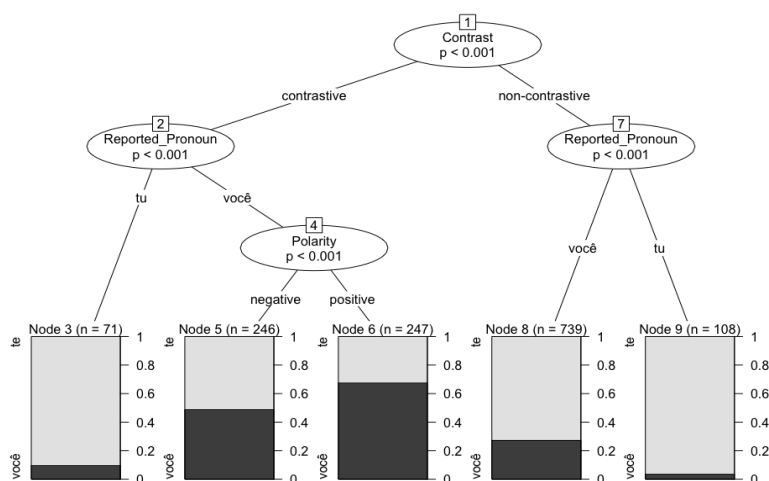 1
Contrast
p < 0.001
contrastive
non-contrastive
2
Reported_Pronoun
p < 0.001
7
Reported_Pronoun
p < 0.001
tu
você
4
Polarity
p < 0.001
você
tu
negative
positive
Node 3 (n = 71)
te
você
1
0.8
0.6
0.4
0.2
0
Node 5 (n = 246)
te
você
1
0.8
0.6
0.4
0.2
0
Node 6 (n = 247)
te
você
1
0.8
0.6
0.4
0.2
0
Node 8 (n = 739)
te
você
1
0.8
0.6
0.4
0.2
0
Node 9 (n = 108)
te
você
1
0.8
0.6
0.4
0.2
0